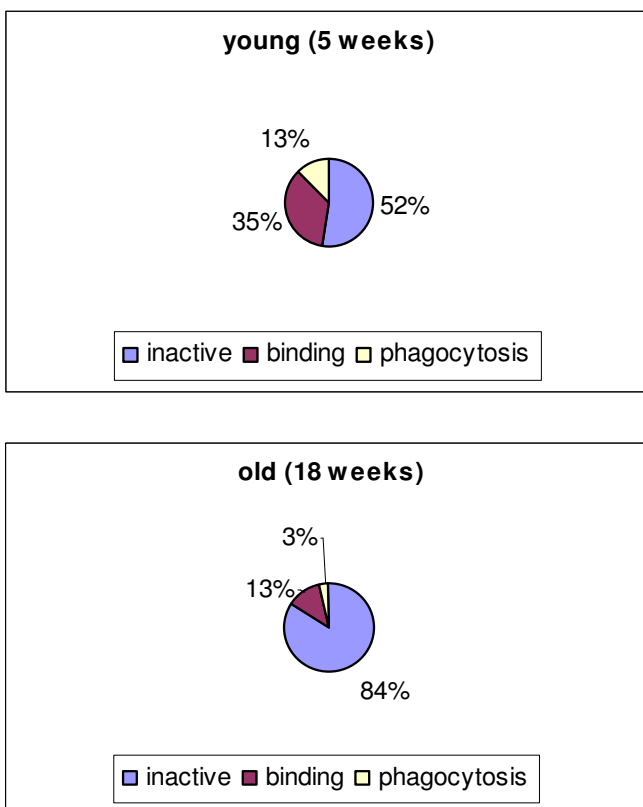 young (5 weeks)
13%
52%
35%
inactive binding phagocytosis
old (18 weeks)
3%
13%
84%
inactive binding phagocytosis